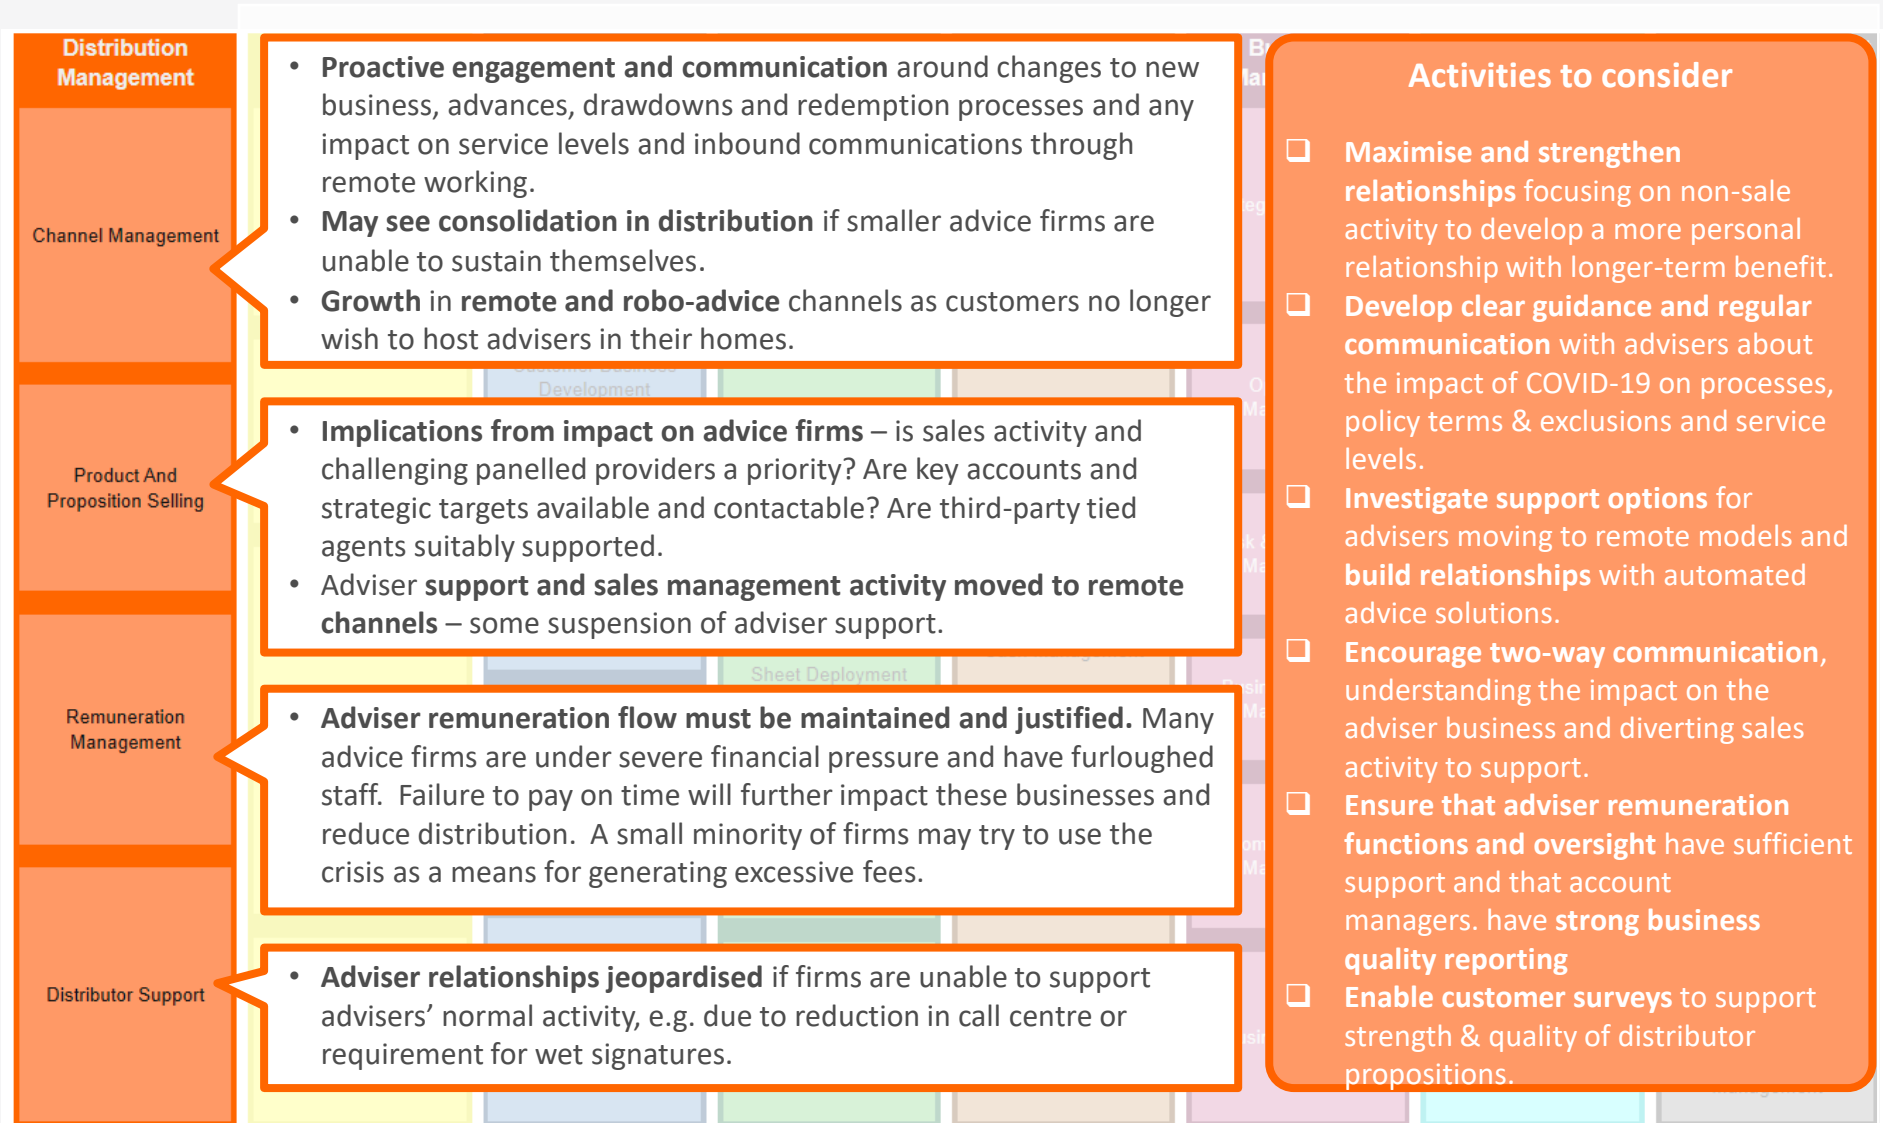 Distribution
Management
Channel Management
Product And
Proposition Selling
Remuneration
Management
Distributor Support
• Proactive engagement and communication around changes to new
business, advances, drawdowns and redemption processes and any
impact on service levels and inbound communications through
remote working.
• May see consolidation in distribution if smaller advice firms are
unable to sustain themselves.
• Growth in remote and robo-advice channels as customers no longer
wish to host advisers in their homes.
Development
• Implications from impact on advice firms – is sales activity and
challenging panelled providers a priority? Are key accounts and
strategic targets available and contactable? Are third-party tied
agents suitably supported.
• Adviser support and sales management activity moved to remote
channels – some suspension of adviser support.
Sheet Deployment
• Adviser remuneration flow must be maintained and justified. Many
advice firms are under severe financial pressure and have furloughed
staff.  Failure to pay on time will further impact these businesses and
reduce distribution.  A small minority of firms may try to use the
crisis as a means for generating excessive fees.
• Adviser relationships jeopardised if firms are unable to support
advisers’ normal activity, e.g. due to reduction in call centre or
requirement for wet signatures.
Activities to consider
❑ Maximise and strengthen
relationships focusing on non-sale
activity to develop a more personal
relationship with longer-term benefit.
❑ Develop clear guidance and regular
communication with advisers about
the impact of COVID-19 on processes,
policy terms & exclusions and service
levels.
❑ Investigate support options for
advisers moving to remote models and
build relationships with automated
advice solutions.
❑ Encourage two-way communication,
understanding the impact on the
adviser business and diverting sales
activity to support.
❑ Ensure that adviser remuneration
functions and oversight have sufficient
support and that account
managers. have strong business
quality reporting
❑ Enable customer surveys to support
strength & quality of distributor
propositions.